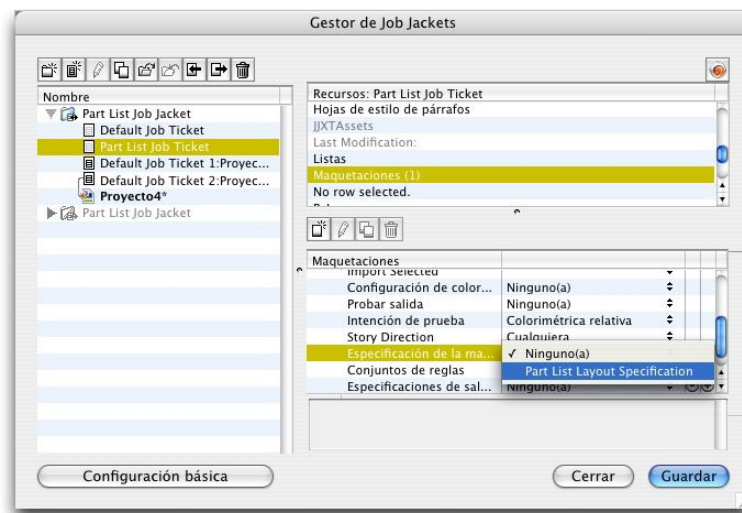 Gestor de Job Jackets
Nombre
Part List Job Jacket
Default Job Ticket
Part List Job Ticket
Default Job Ticket 1:Proyec...
Default Job Ticket 2:Proyec...
Proyecto4*
Part List Job Jacket
Recursos: Part List Job Ticket
Hojas de estilo de párrafos
JJXTAssets
Last Modification:
Listas
Maquetaciones (1)
No row selected.
Maquetaciones
Import Selected
Configuración de color... Ninguno(a)
Probar salida Ninguno(a)
Intención de prueba Colorimétrica relativa
Story Direction Cualquiera
Especificación de la ma... ✓ Ninguno(a)
Conjuntos de reglas Part List Layout Specification
Especificaciones de sal... Ninguno(a)
Configuración básica
Cerrar
Guardar